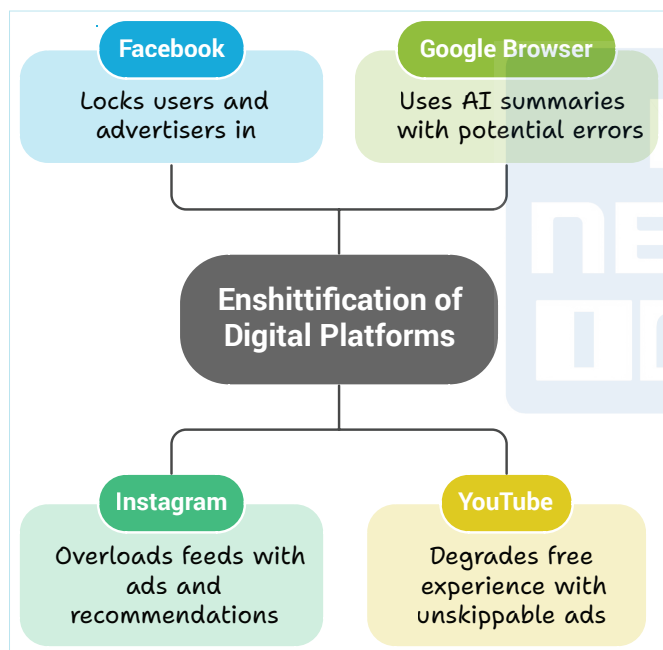 Facebook
Locks users and
advertisers in
Google Browser
Uses AI summaries
with potential errors
Enshittification of
Digital Platforms
Instagram
Overloads feeds with
ads and
recommendations
YouTube
Degrades free
experience with
unskippable ads